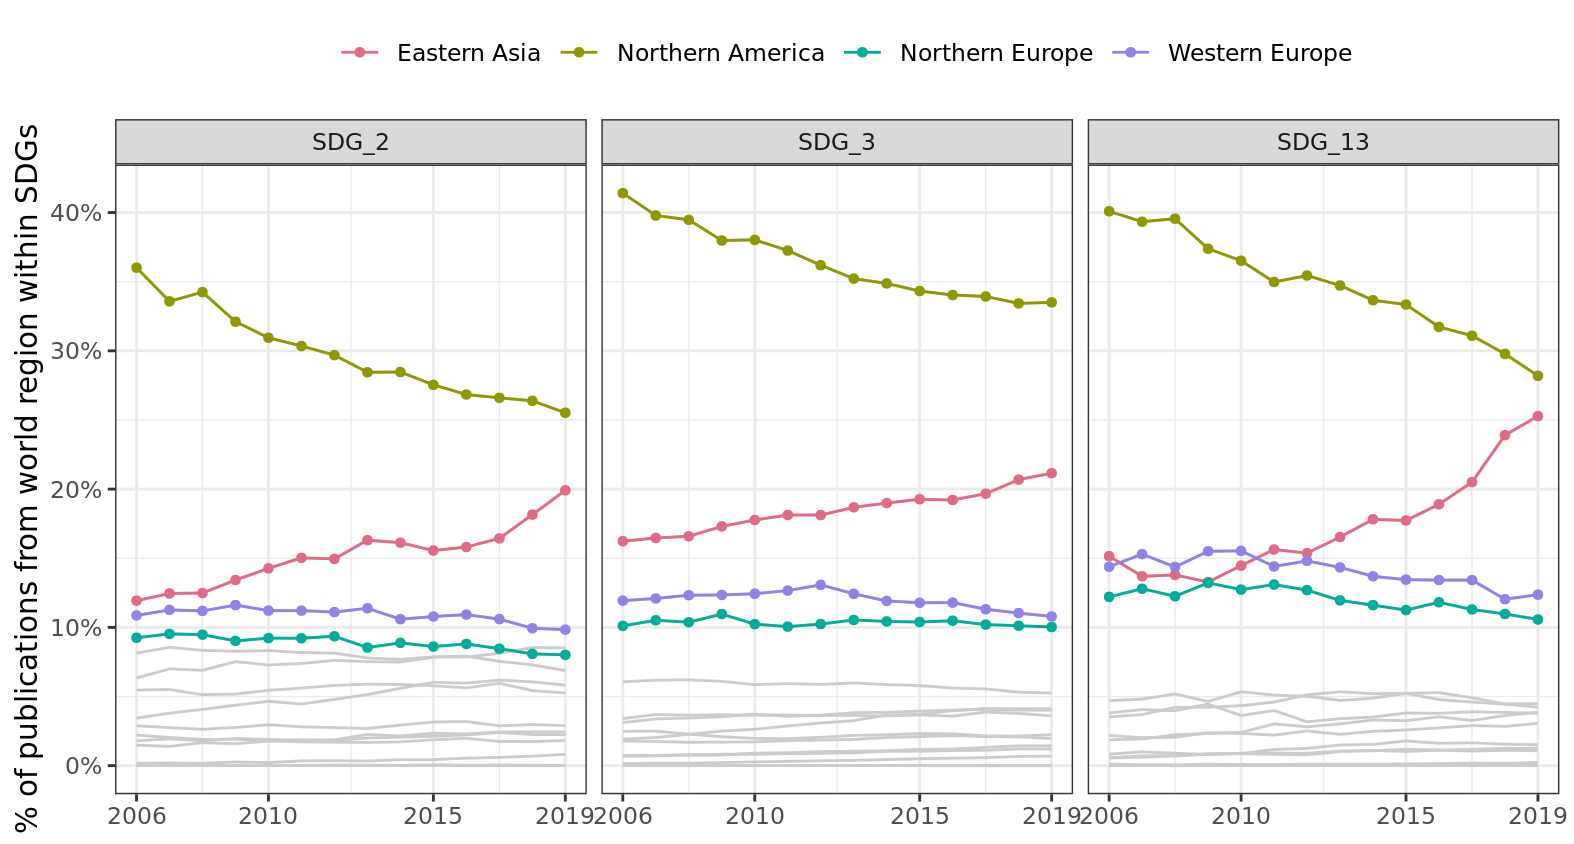 Eastern Asia Northern America Northern Europe Western Europe
SDG_2 SDG_3 SDG_13
% of publications from world region within SDGs
40%
30%
20%
10%
0%
2006 2010 2015 2019 2006 2010 2015 2019 2006 2010 2015 2019